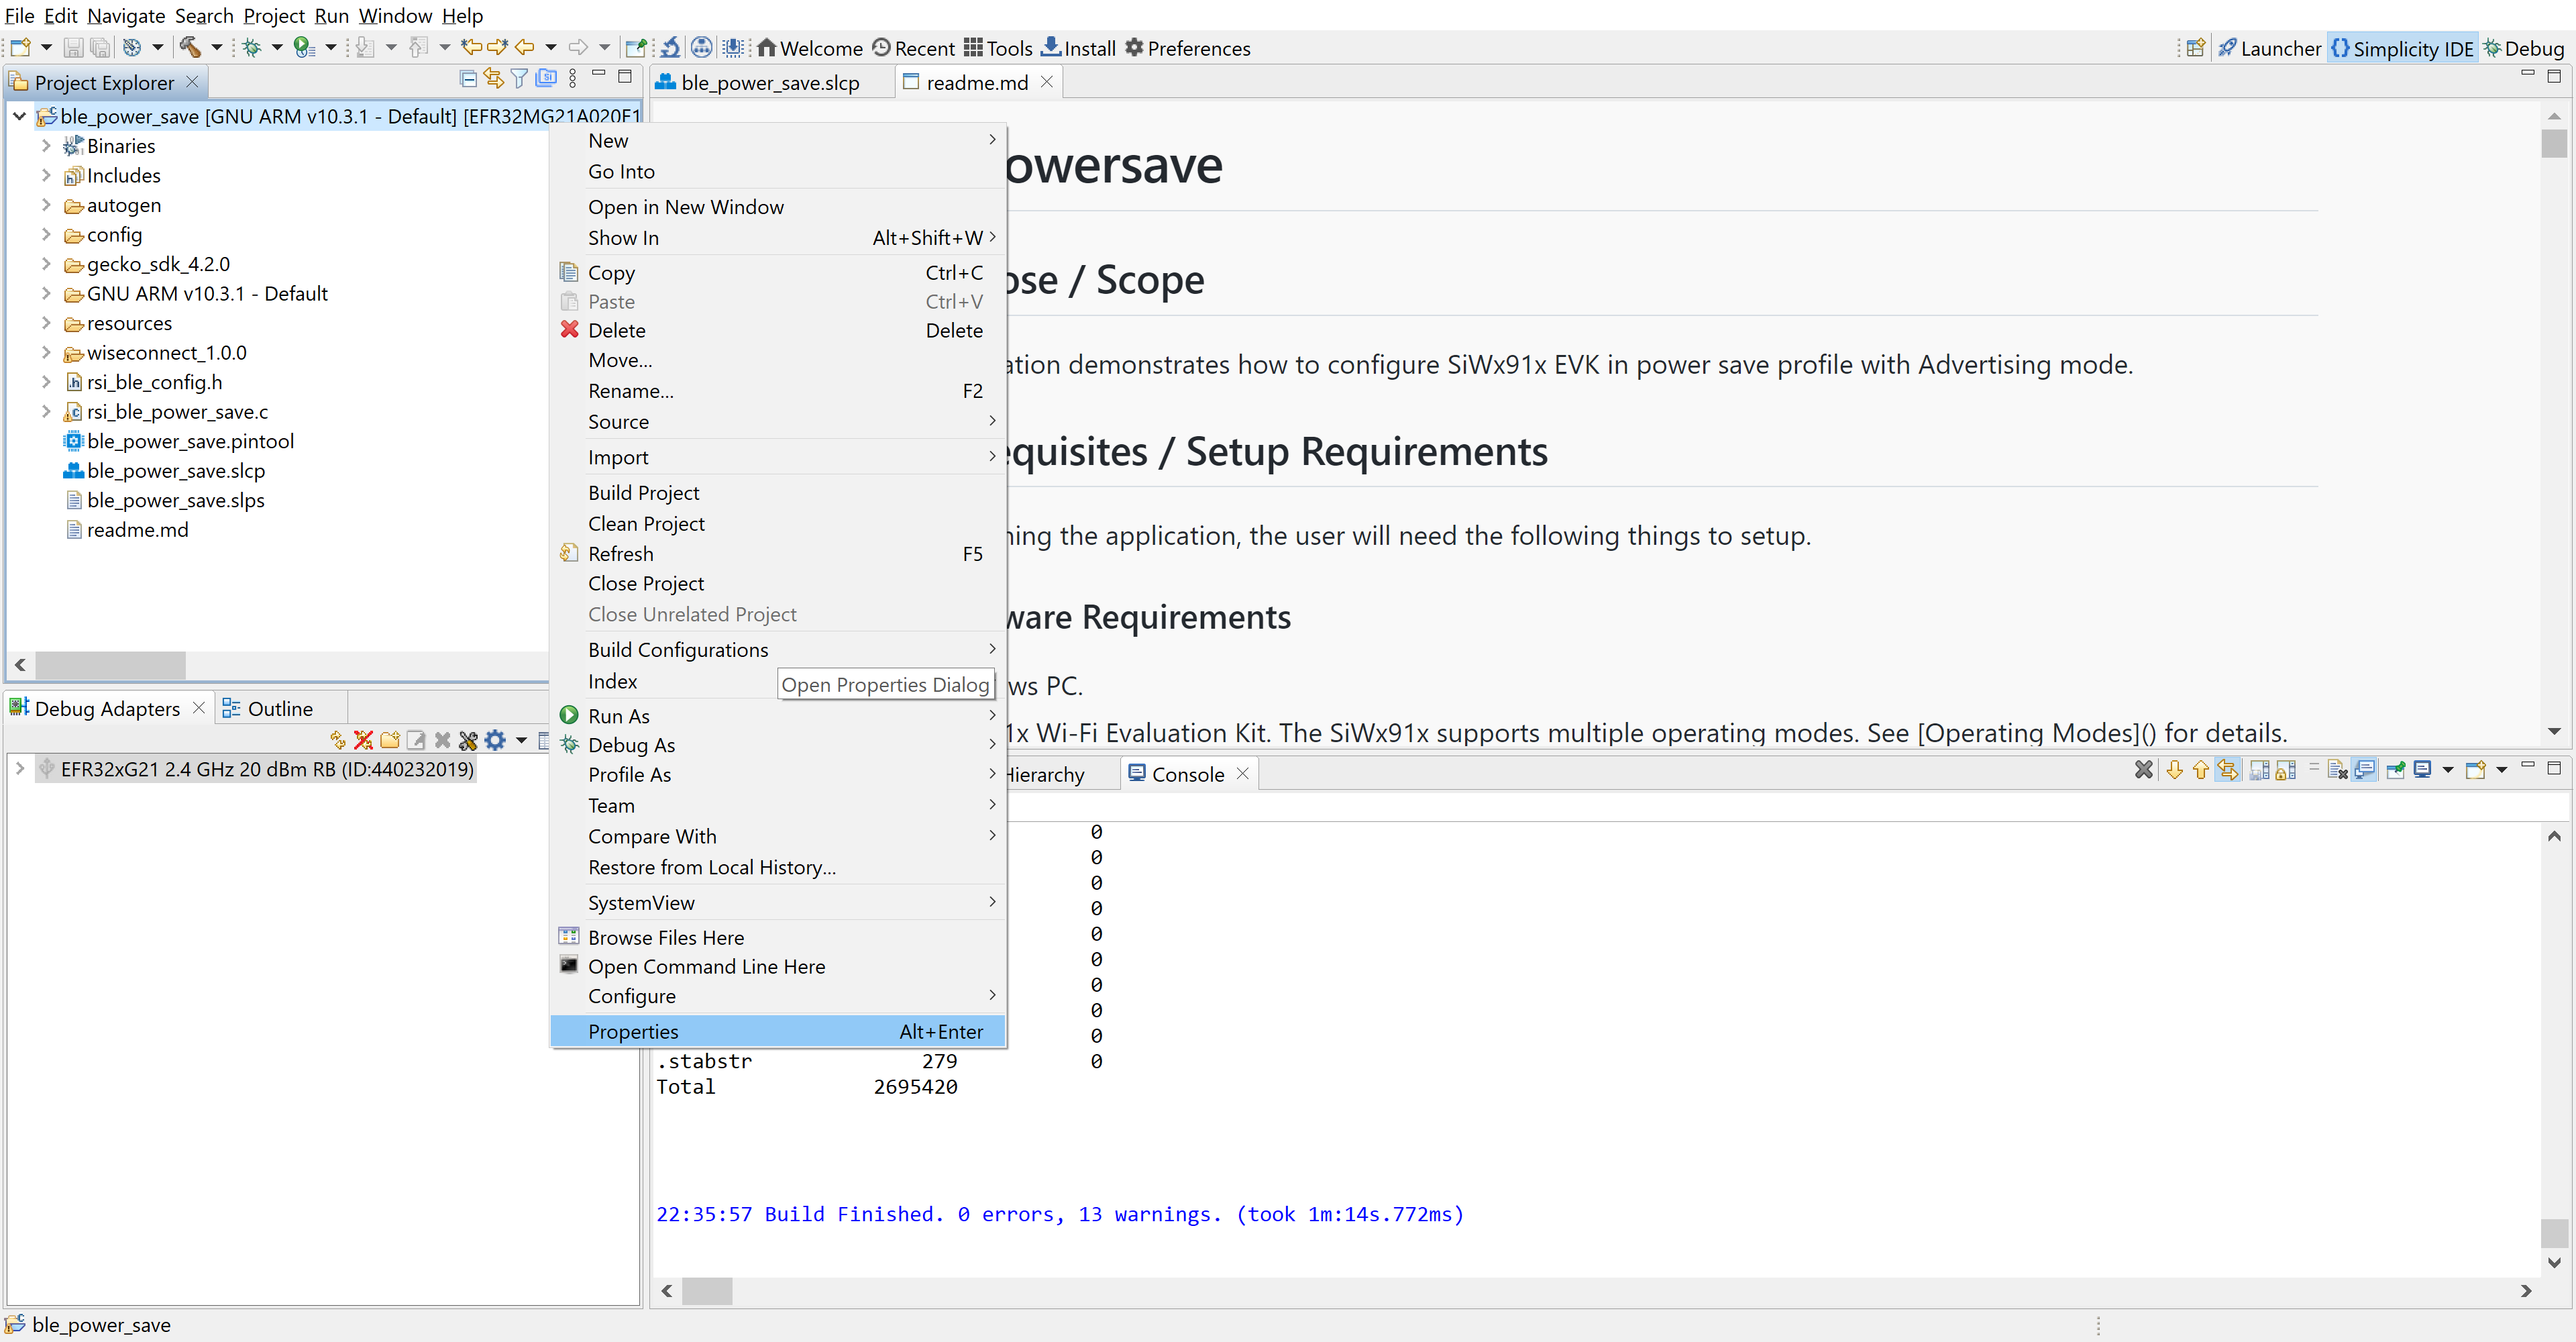 File Edit Navigate Search Project Run Window Help
Welcome Recent Tools Install Preferences
Launcher Simplicity IDE Debug
Project Explorer
ble_power_save [GNU ARM v10.3.1 - Default] [EFR32MG21A020F1
Binaries
Includes
autogen
config
gecko_sdk_4.2.0
GNU ARM v10.3.1 - Default
resources
wiseconnect_1.0.0
rsi_ble_config.h
rsi_ble_power_save.c
ble_power_save.pintool
ble_power_save.slcp
ble_power_save.slps
readme.md
Debug Adapters
Outline
EFR32xG21 2.4 GHz 20 dBm RB (ID:440232019)
New
Go Into
Open in New Window
Show In Alt+Shift+W
Copy Ctrl+C
Paste Ctrl+V
Delete Delete
Move...
Rename... F2
Source
Import
Build Project
Clean Project
Refresh F5
Close Project
Close Unrelated Project
Build Configurations
Index
Open Properties Dialog
Run As
Debug As
Profile As
Team
Compare With
Restore from Local History...
SystemView
Browse Files Here
Open Command Line Here
Configure
Properties Alt+Enter
ble_power_save.slcp
readme.md
owersave
ose / Scope
ation demonstrates how to configure SiWx91x EVK in power save profile with Advertising mode.
equisites / Setup Requirements
ning the application, the user will need the following things to setup.
ware Requirements
ws PC.
1x Wi-Fi Evaluation Kit. The SiWx91x supports multiple operating modes. See [Operating Modes]() for details.
Hierarchy
Console
0
0
0
0
0
0
0
0
0
.stabstr 279 0
Total 2695420
22:35:57 Build Finished. 0 errors, 13 warnings. (took 1m:14s.772ms)
ble_power_save